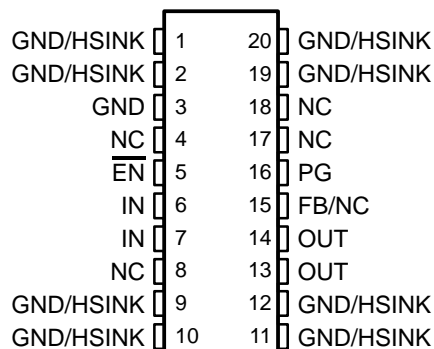 GND/HSINK 1 20 GND/HSINK
GND/HSINK 2 19 GND/HSINK
GND 3 18 NC
NC 4 17 NC
E̅N̅ 5 16 PG
IN 6 15 FB/NC
IN 7 14 OUT
NC 8 13 OUT
GND/HSINK 9 12 GND/HSINK
GND/HSINK 10 11 GND/HSINK